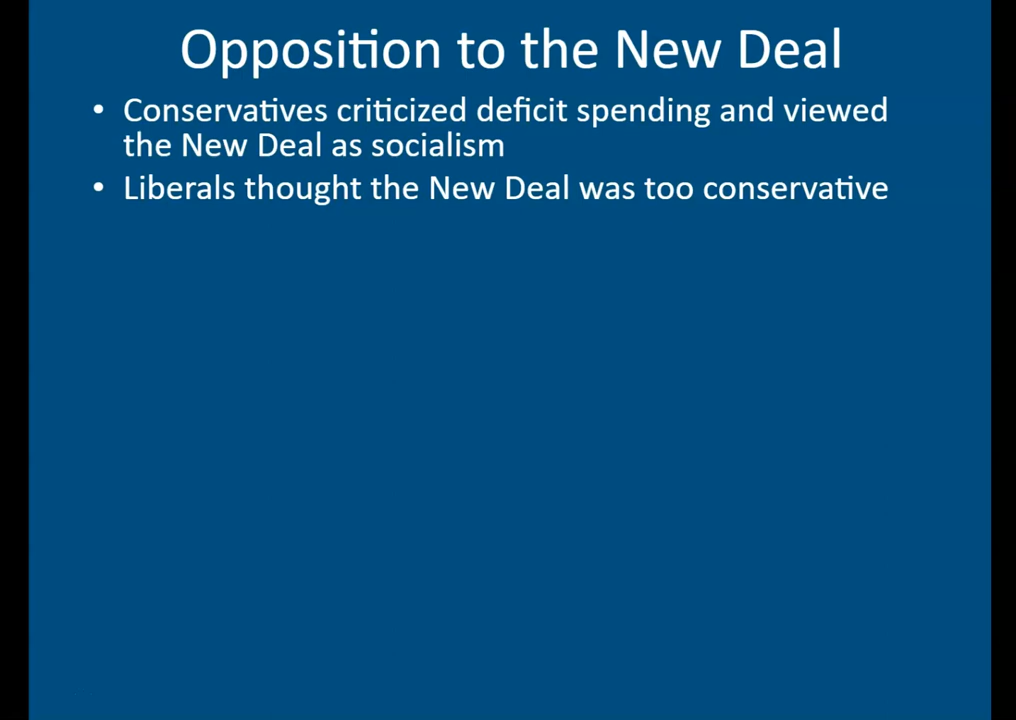 Opposition to the New Deal
• Conservatives criticized deficit spending and viewed
the New Deal as socialism
• Liberals thought the New Deal was too conservative